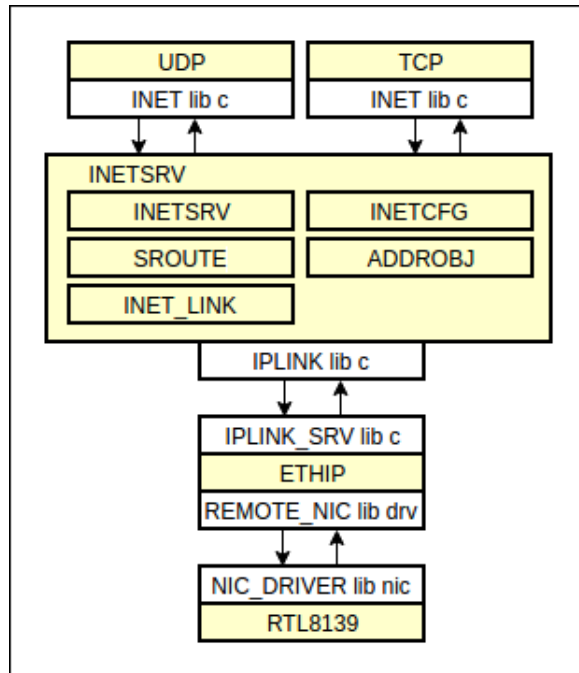 UDP
INET lib c
TCP
INET lib c
INETSRV
INETSRV
INETCFG
SROUTE
ADDROBJ
INET_LINK
IPLINK lib c
IPLINK_SRV lib c
ETHIP
REMOTE_NIC lib drv
NIC_DRIVER lib nic
RTL8139